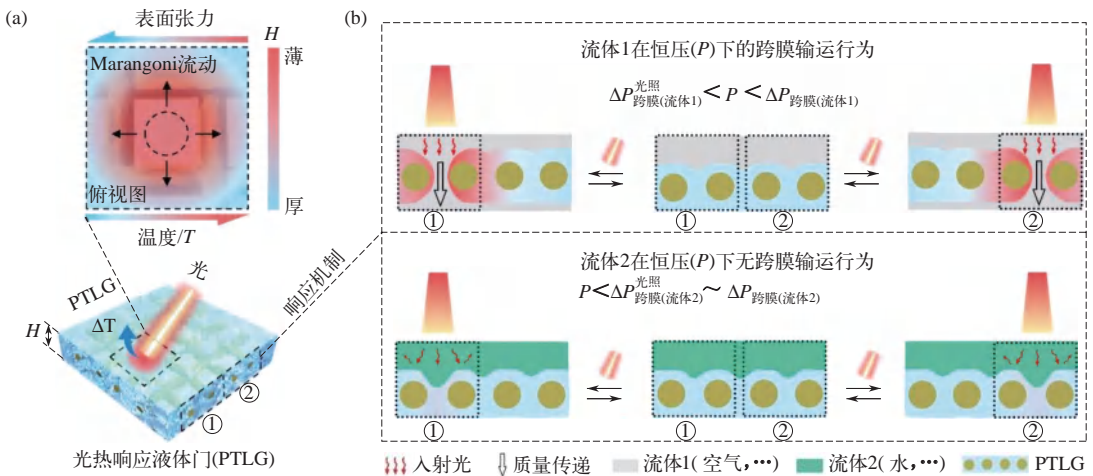 (a)
表面张力
H
薄
Marangoni流动
俯视图
厚
温度/T
光
PTLG
ΔT
H
响应机制
①
②
光热响应液体门(PTLG)
(b)
流体1在恒压(P)下的跨膜输运行为
ΔP光照跨膜(流体1) < P < ΔP跨膜(流体1)
①
①
②
②
流体2在恒压(P)下无跨膜输运行为
P<ΔP光照跨膜(流体2) ~ ΔP跨膜(流体2)
①
①
②
②
入射光
质量传递
流体1(空气,…)
流体2(水,…)
PTLG